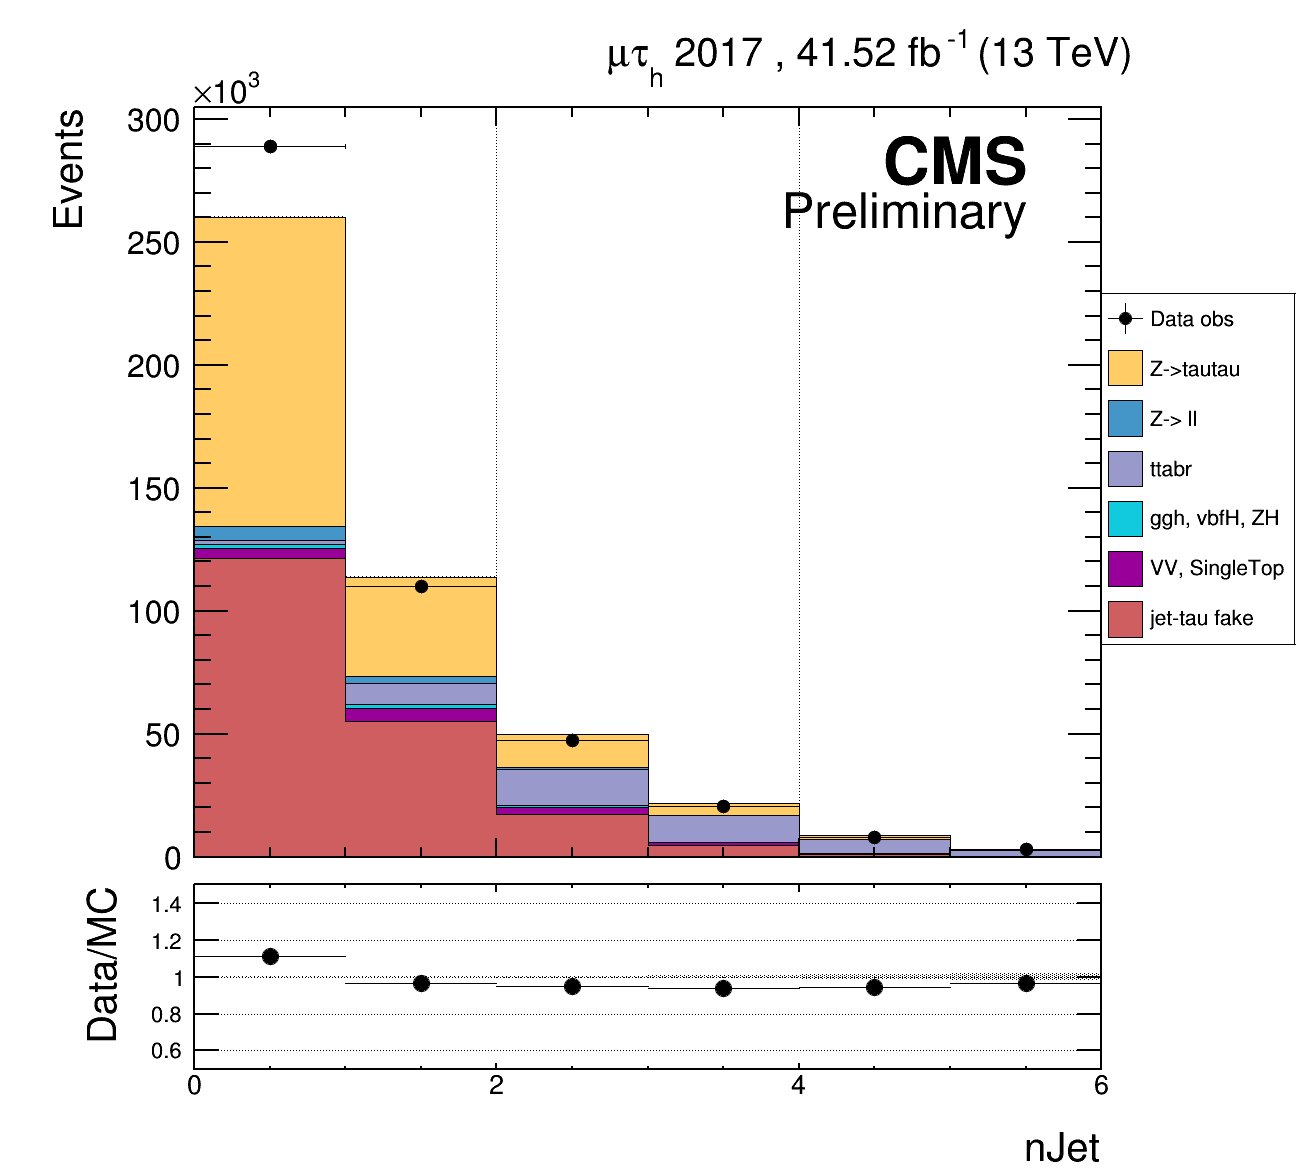 μτh 2017 , 41.52 fb-1 (13 TeV)
×103
Events
300
250
200
150
100
50
0
CMS
Preliminary
Data obs
Z->tautau
Z-> ll
ttabr
ggh, vbfH, ZH
VV, SingleTop
jet-tau fake
Data/MC
1.4
1.2
1
0.8
0.6
0 2 4 6
nJet